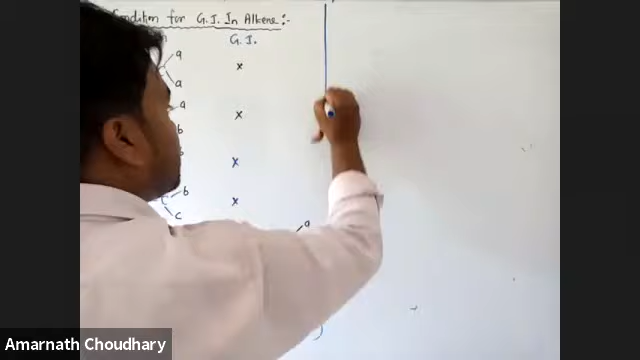 Condition for G.I. In Alkene :-
G.I.
a
x
a
a
x
b
b
x
b
C
x
c
a
Amarnath Choudhary